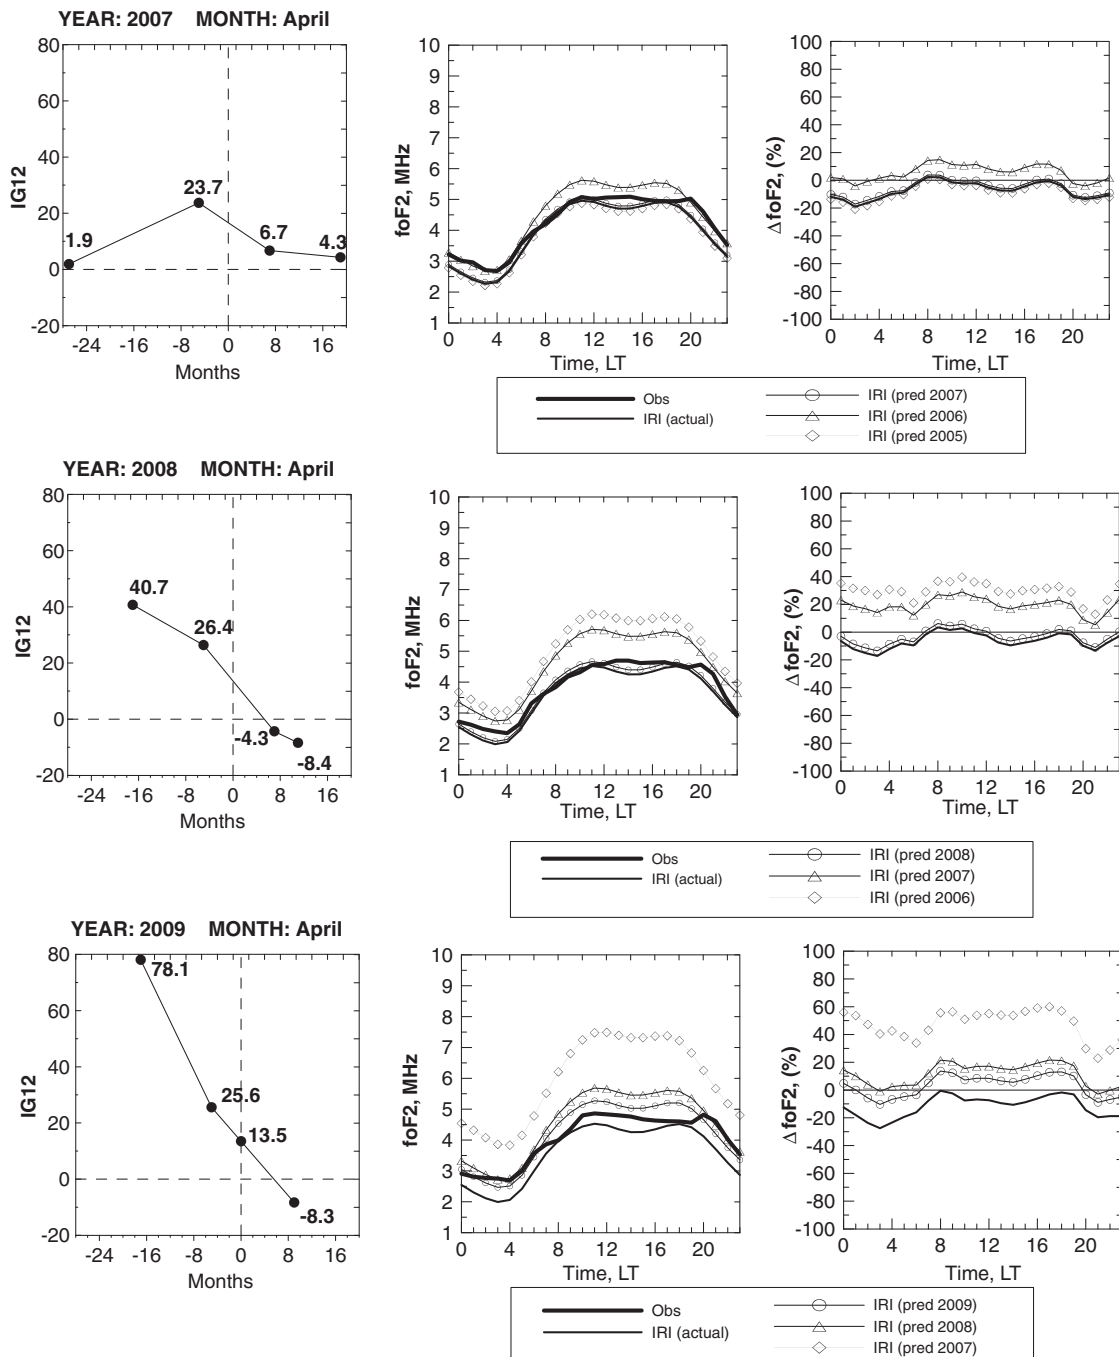 YEAR: 2007 MONTH: April
80
60
40
20
0
-20
IG12
1.9
23.7
6.7
4.3
-24 -16 -8 0 8 16
Months
10
9
8
7
6
5
4
3
2
1
foF2, MHz
0 4 8 12 16 20
Time, LT
100
80
60
40
20
0
-20
-40
-60
-80
-100
ΔfoF2, (%)
0 4 8 12 16 20
Time, LT
Obs
IRI (actual)
IRI (pred 2007)
IRI (pred 2006)
IRI (pred 2005)
YEAR: 2008 MONTH: April
80
60
40
20
0
-20
IG12
40.7
26.4
-4.3
-8.4
-24 -16 -8 0 8 16
Months
10
9
8
7
6
5
4
3
2
1
foF2, MHz
0 4 8 12 16 20
Time, LT
100
80
60
40
20
0
-20
-40
-60
-80
-100
ΔfoF2, (%)
0 4 8 12 16 20
Time, LT
Obs
IRI (actual)
IRI (pred 2008)
IRI (pred 2007)
IRI (pred 2006)
YEAR: 2009 MONTH: April
80
60
40
20
0
-20
IG12
78.1
25.6
13.5
-8.3
-24 -16 -8 0 8 16
Months
10
9
8
7
6
5
4
3
2
1
foF2, MHz
0 4 8 12 16 20
Time, LT
100
80
60
40
20
0
-20
-40
-60
-80
-100
ΔfoF2, (%)
0 4 8 12 16 20
Time, LT
Obs
IRI (actual)
IRI (pred 2009)
IRI (pred 2008)
IRI (pred 2007)